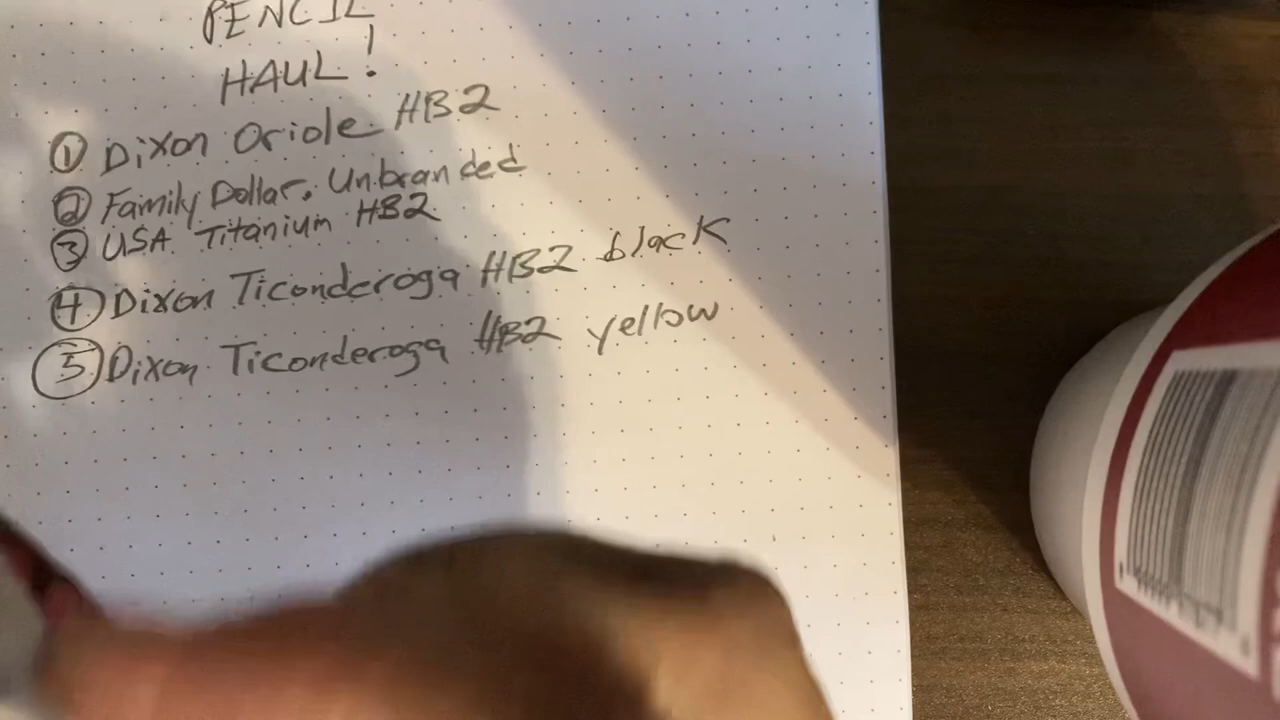 PENCIL
HAUL!
① Dixon Oriole HB2
② Family Dollar, Unbranded
③ USA Titanium HB2
④ Dixon Ticonderoga HB2 black
⑤ Dixon Ticonderoga HB2 yellow